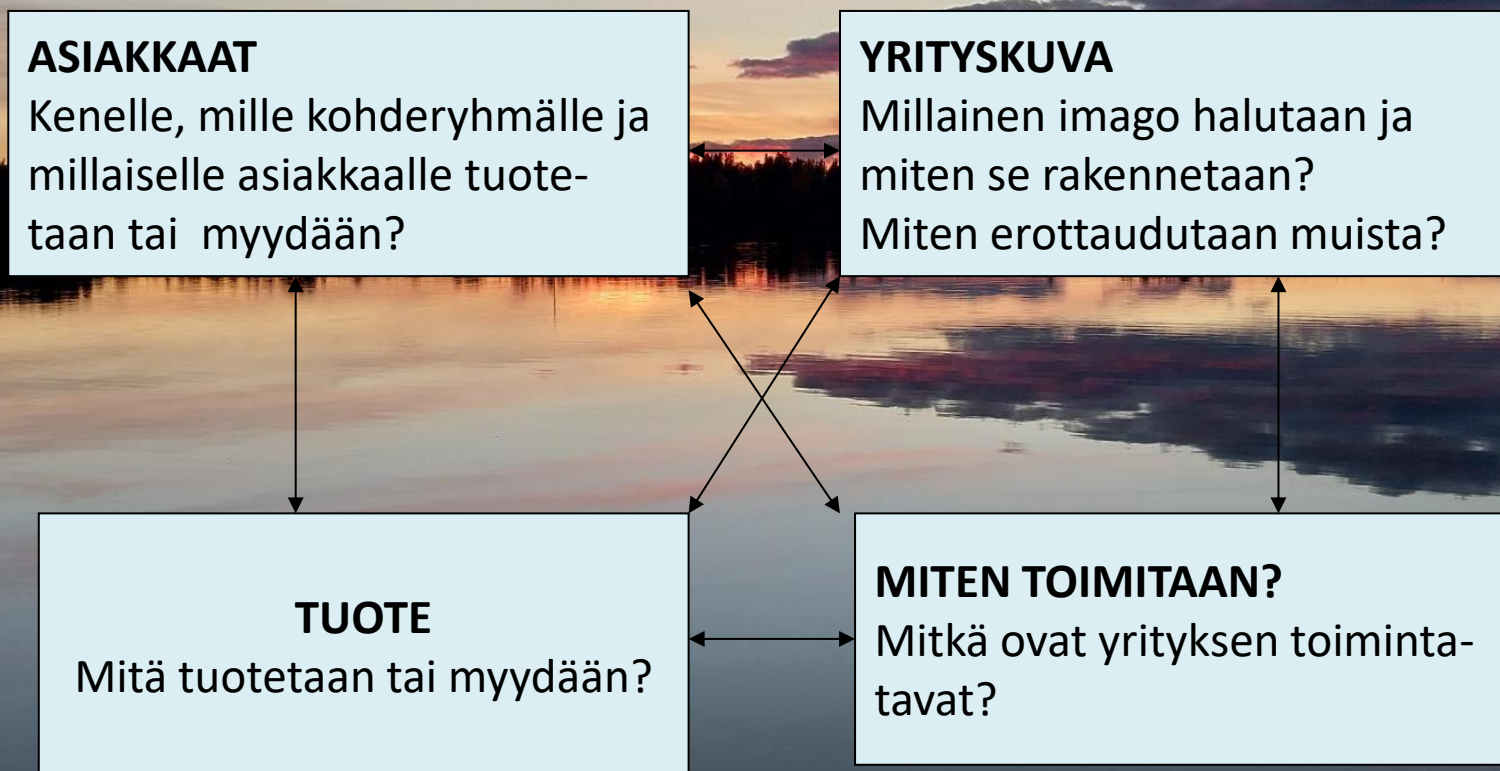 ASIAKKAAT
Kenelle, mille kohderyhmälle ja
millaiselle asiakkaalle tuote-
taan tai  myydään?
YRITYSKUVA
Millainen imago halutaan ja
miten se rakennetaan?
Miten erottaudutaan muista?
TUOTE
Mitä tuotetaan tai myydään?
MITEN TOIMITAAN?
Mitkä ovat yrityksen toiminta-
tavat?